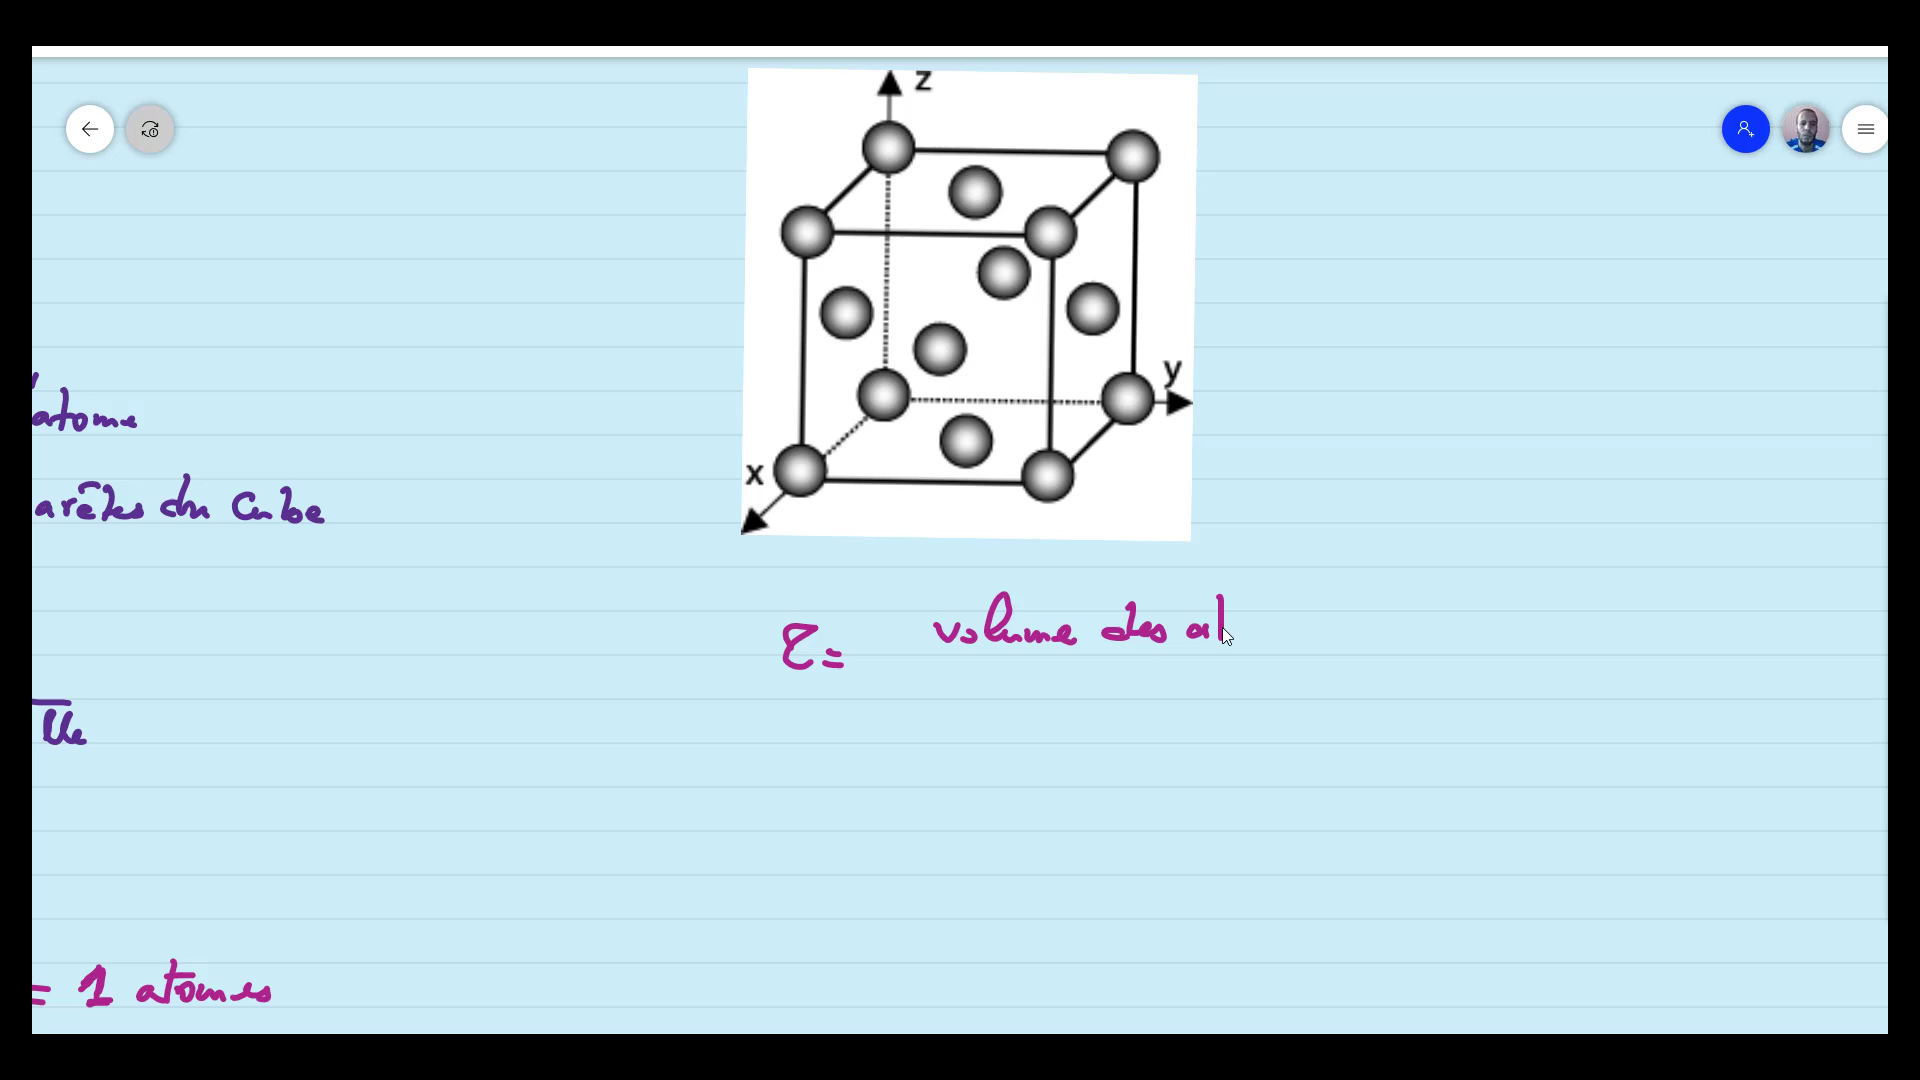 z
y
x
atome
arêtes du Cube
lle
τ = volume des at
= 1 atomes